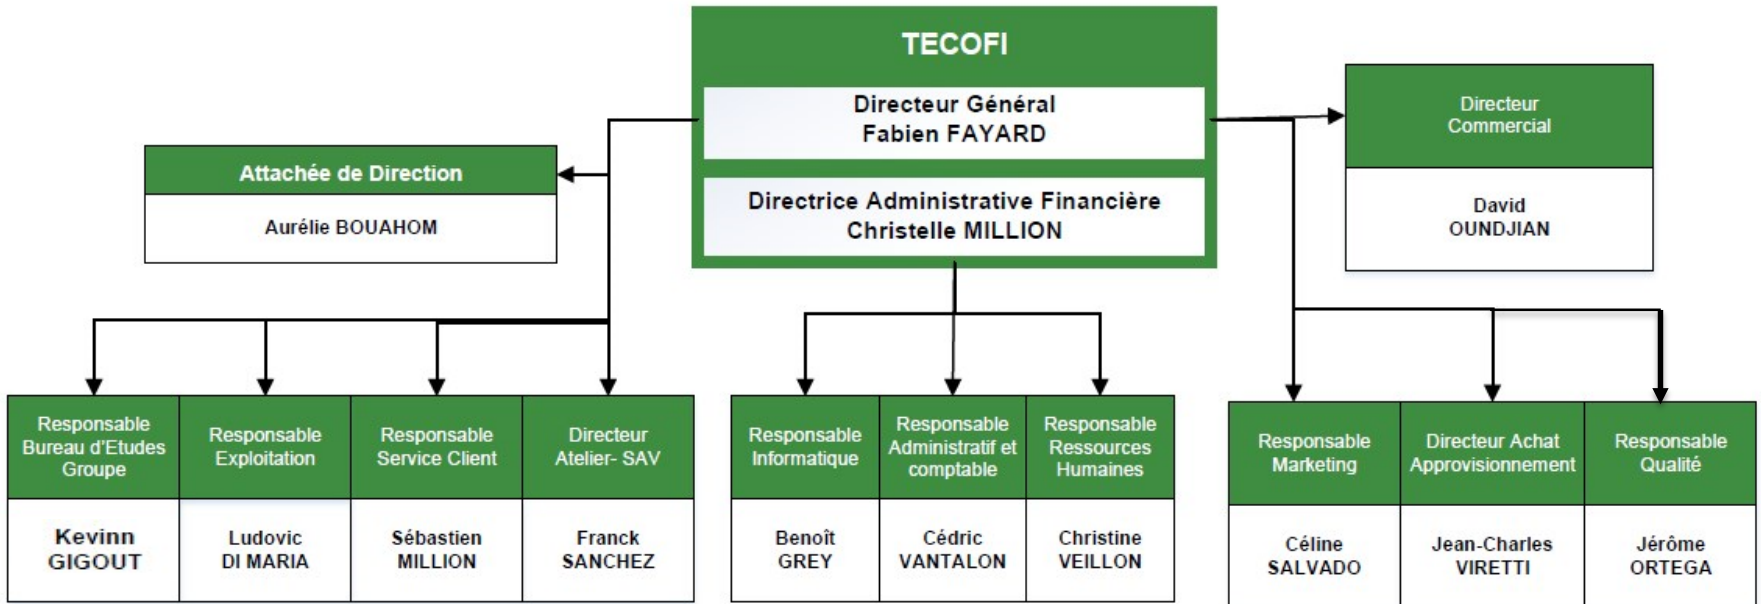 TECOFI
Directeur Général
Fabien FAYARD
Directrice Administrative Financière
Christelle MILLION
Attachée de Direction
Aurélie BOUAHOM
Directeur
Commercial
David
OUNDJIAN
Responsable
Bureau d'Etudes
Groupe
Kevinn
GIGOUT
Responsable
Exploitation
Ludovic
DI MARIA
Responsable
Service Client
Sébastien
MILLION
Directeur
Atelier- SAV
Franck
SANCHEZ
Responsable
Informatique
Benoît
GREY
Responsable
Administratif et
comptable
Cédric
VANTALON
Responsable
Ressources
Humaines
Christine
VEILLON
Responsable
Marketing
Céline
SALVADO
Directeur Achat
Approvisionnement
Jean-Charles
VIRETTI
Responsable
Qualité
Jérôme
ORTEGA